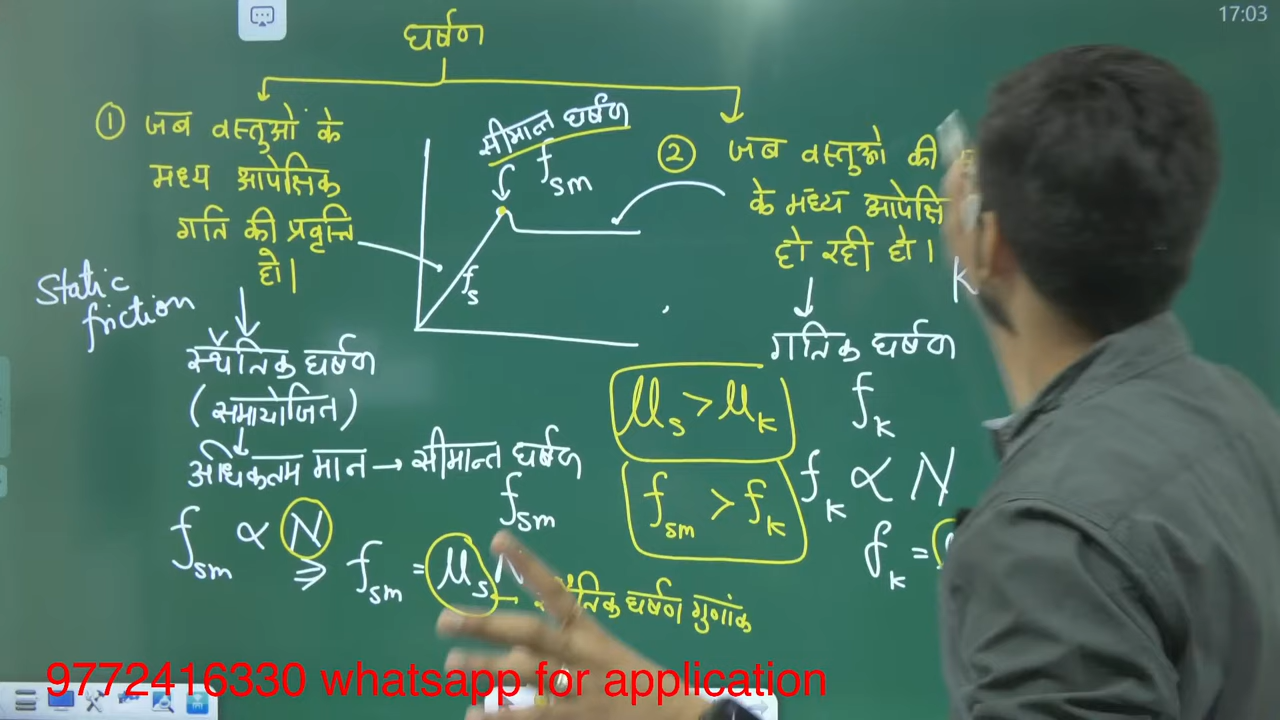 17:03
घर्षण
① जब वस्तुओं के
मध्य आपेक्षिक
गति की प्रवृत्ति
हो।
Static
friction
स्थैतिक घर्षण
(समायोजित)
अधिकतम मान → सीमान्त घर्षण
f_sm
f_sm ∝ N
⇒ f_sm = μ_s N
स्थैतिक घर्षण गुणांक
सीमान्त घर्षण
f_sm
f_s
② जब वस्तुओ की
के मध्य
हो रही हो।
K
गतिक घर्षण
f_k
f_k ∝ N
f_k =
μ_s > μ_k
f_sm > f_k
9772416330 whatsapp for application